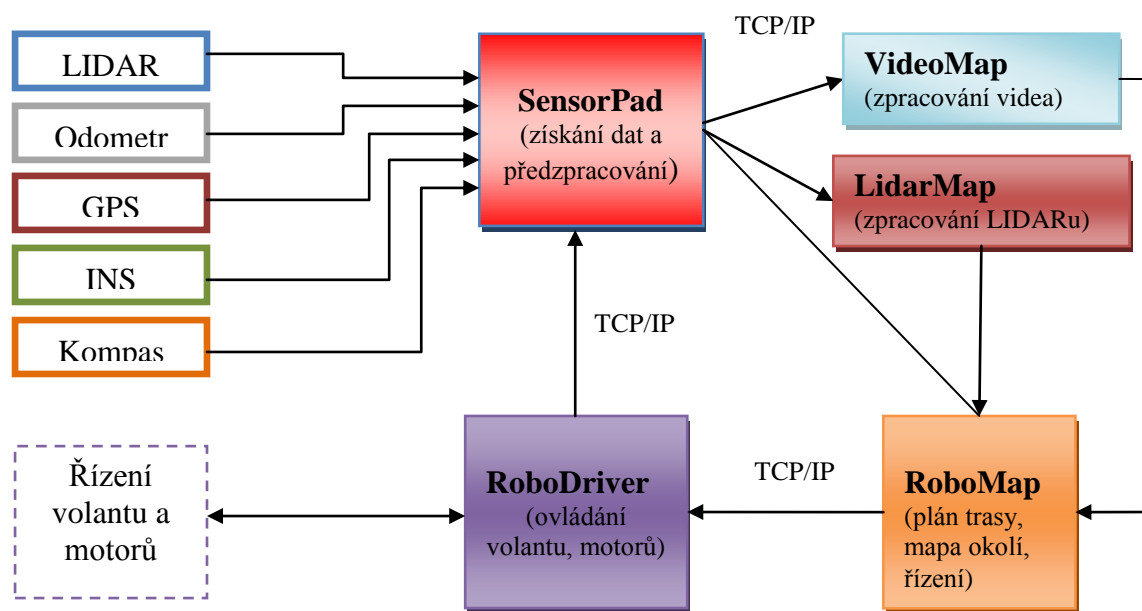 LIDAR
Odometr
GPS
INS
Kompas
SensorPad
(získání dat a
předzpracování)
TCP/IP
VideoMap
(zpracování videa)
LidarMap
(zpracování LIDARu)
TCP/IP
Řízení
volantu a
motorů
RoboDriver
(ovládání
volantu, motorů)
TCP/IP
RoboMap
(plán trasy,
mapa okolí,
řízení)